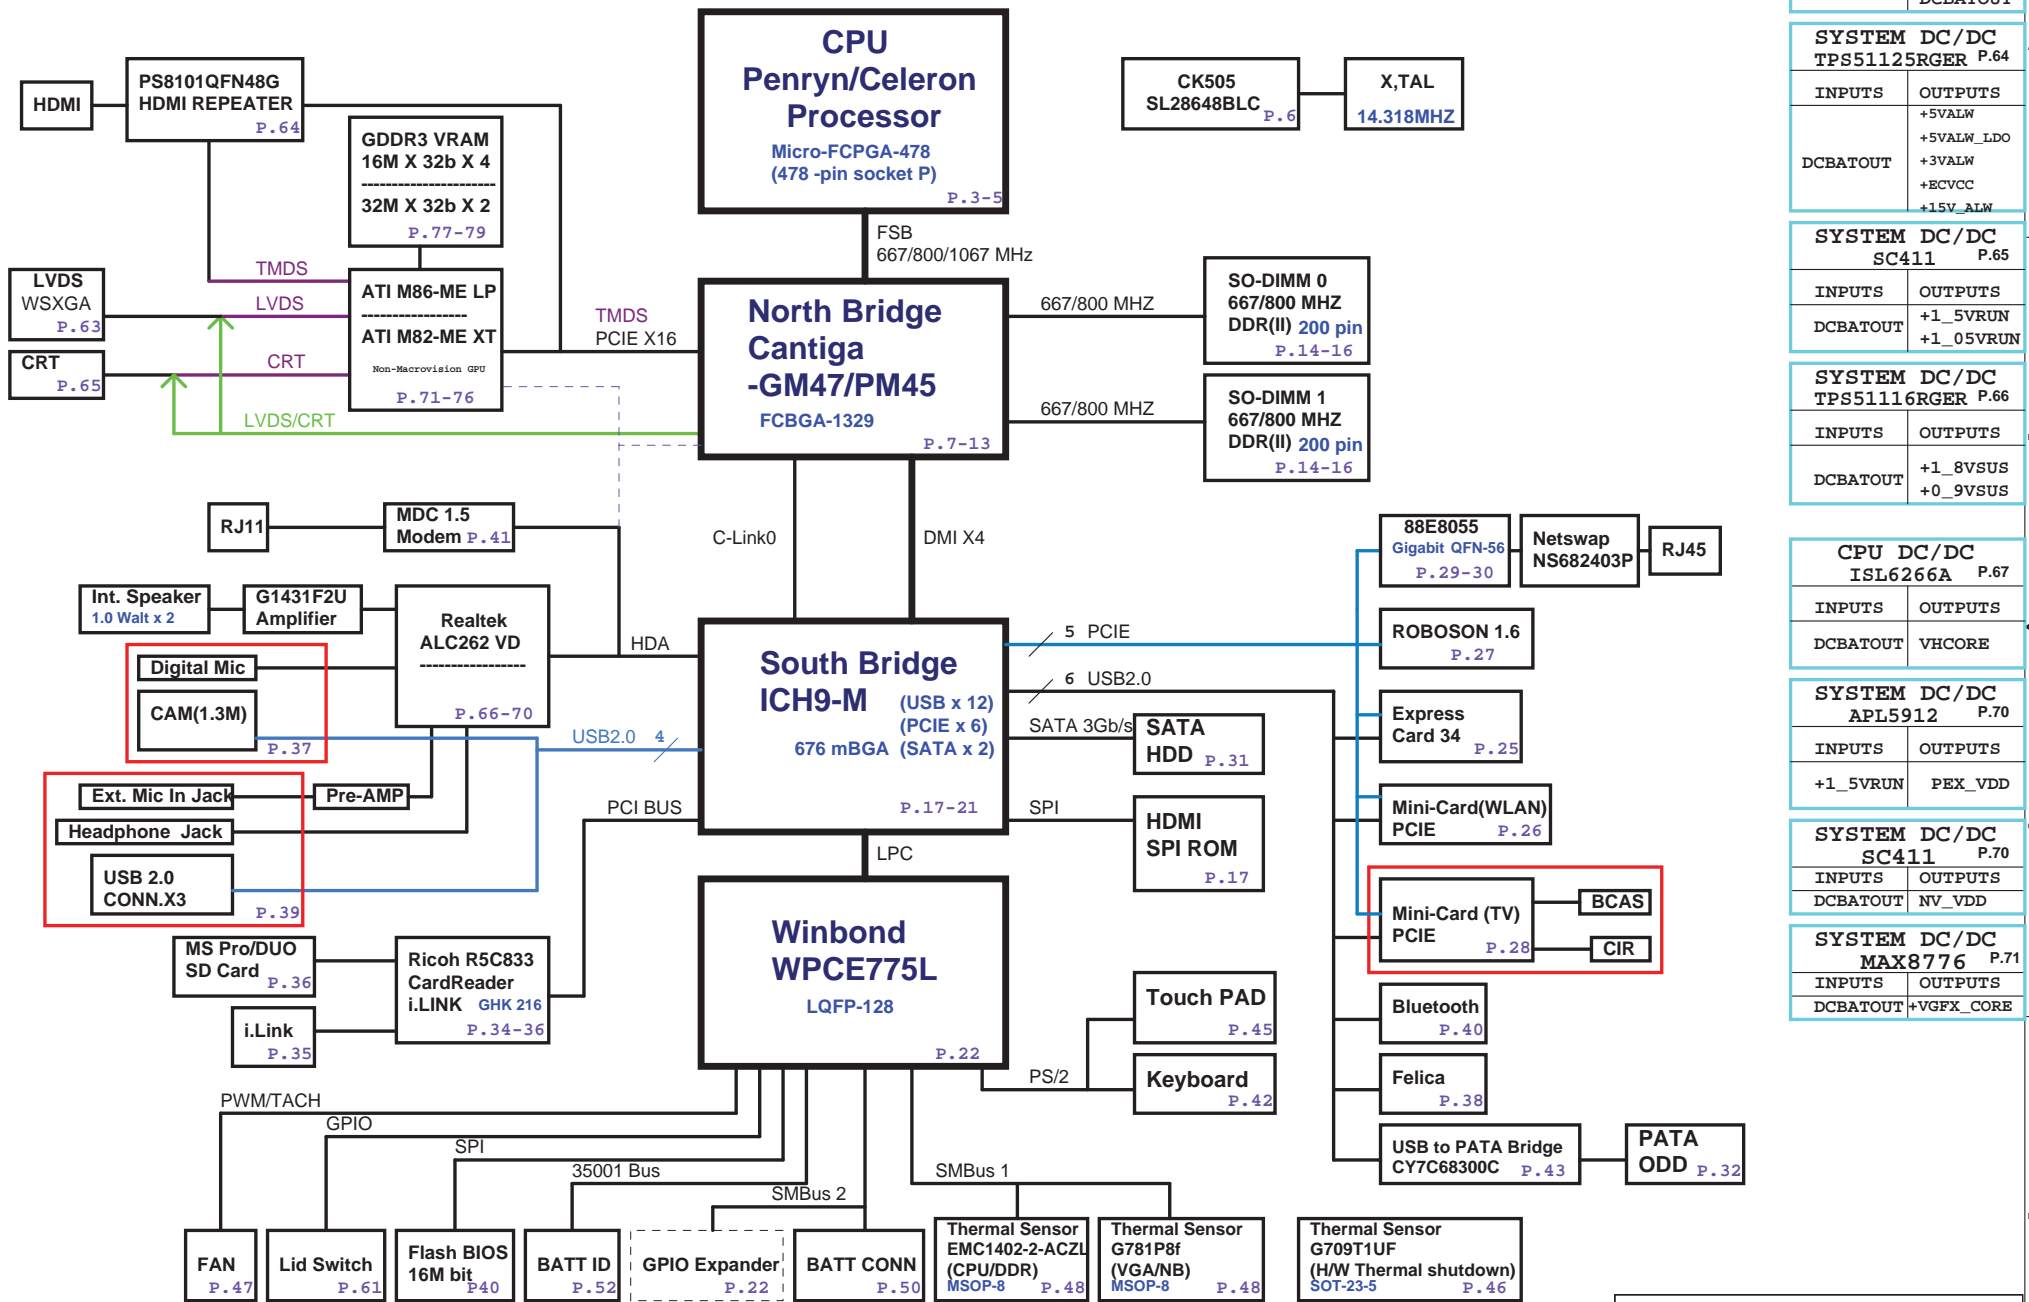 CPU
Penryn/Celeron
Processor
Micro-FCPGA-478
(478 -pin socket P)
P.3-5
HDMI
PS8101QFN48G
HDMI REPEATER
P.64
GDDR3 VRAM
16M X 32b X 4
----------------------
32M X 32b X 2
P.77-79
CK505
SL28648BLC
P.6
X,TAL
14.318MHZ
FSB
667/800/1067 MHz
LVDS
WSXGA
P.63
CRT
P.65
TMDS
LVDS
CRT
LVDS/CRT
ATI M86-ME LP
-----------------
ATI M82-ME XT
Non-Macrovision GPU
P.71-76
TMDS
PCIE X16
North Bridge
Cantiga
-GM47/PM45
FCBGA-1329
P.7-13
667/800 MHZ
SO-DIMM 0
667/800 MHZ
DDR(II) 200 pin
P.14-16
667/800 MHZ
SO-DIMM 1
667/800 MHZ
DDR(II) 200 pin
P.14-16
RJ11
MDC 1.5
Modem P.41
C-Link0
DMI X4
88E8055
Gigabit QFN-56
P.29-30
Netswap
NS682403P
RJ45
Int. Speaker
1.0 Walt x 2
G1431F2U
Amplifier
Realtek
ALC262 VD
-----------------
P.66-70
HDA
Digital Mic
CAM(1.3M)
P.37
USB2.0 4
South Bridge
ICH9-M
(USB x 12)
(PCIE x 6)
676 mBGA (SATA x 2)
P.17-21
5 PCIE
6 USB2.0
ROBOSON 1.6
P.27
SATA 3Gb/s
SATA
HDD P.31
Express
Card 34
P.25
Ext. Mic In Jack
Pre-AMP
Headphone Jack
USB 2.0
CONN.X3
P.39
PCI BUS
SPI
HDMI
SPI ROM
P.17
Mini-Card(WLAN)
PCIE P.26
LPC
Mini-Card (TV)
PCIE
P.28
BCAS
CIR
MS Pro/DUO
SD Card
P.36
Ricoh R5C833
CardReader
i.LINK GHK 216
P.34-36
i.Link
P.35
Winbond
WPCE775L
LQFP-128
P.22
Touch PAD
P.45
PS/2
Keyboard
P.42
Bluetooth
P.40
Felica
P.38
USB to PATA Bridge
CY7C68300C P.43
PATA
ODD P.32
PWM/TACH
GPIO
SPI
35001 Bus
SMBus 2
SMBus 1
FAN
P.47
Lid Switch
P.61
Flash BIOS
16M bit
P40
BATT ID
P.52
GPIO Expander
P.22
BATT CONN
P.50
Thermal Sensor
EMC1402-2-ACZL
(CPU/DDR)
MSOP-8 P.48
Thermal Sensor
G781P8f
(VGA/NB)
MSOP-8 P.48
Thermal Sensor
G709T1UF
(H/W Thermal shutdown)
SOT-23-5 P.46
DCBATOUT
SYSTEM DC/DC
TPS51125RGER P.64
INPUTS OUTPUTS
DCBATOUT
+5VALW
+5VALW_LDO
+3VALW
+ECVCC
+15V_ALW
SYSTEM DC/DC
SC411 P.65
INPUTS OUTPUTS
DCBATOUT
+1_5VRUN
+1_05VRUN
SYSTEM DC/DC
TPS51116RGER P.66
INPUTS OUTPUTS
DCBATOUT
+1_8VSUS
+0_9VSUS
CPU DC/DC
ISL6266A P.67
INPUTS OUTPUTS
DCBATOUT VHCORE
SYSTEM DC/DC
APL5912 P.70
INPUTS OUTPUTS
+1_5VRUN PEX_VDD
SYSTEM DC/DC
SC411 P.70
INPUTS OUTPUTS
DCBATOUT NV_VDD
SYSTEM DC/DC
MAX8776 P.71
INPUTS OUTPUTS
DCBATOUT +VGFX_CORE